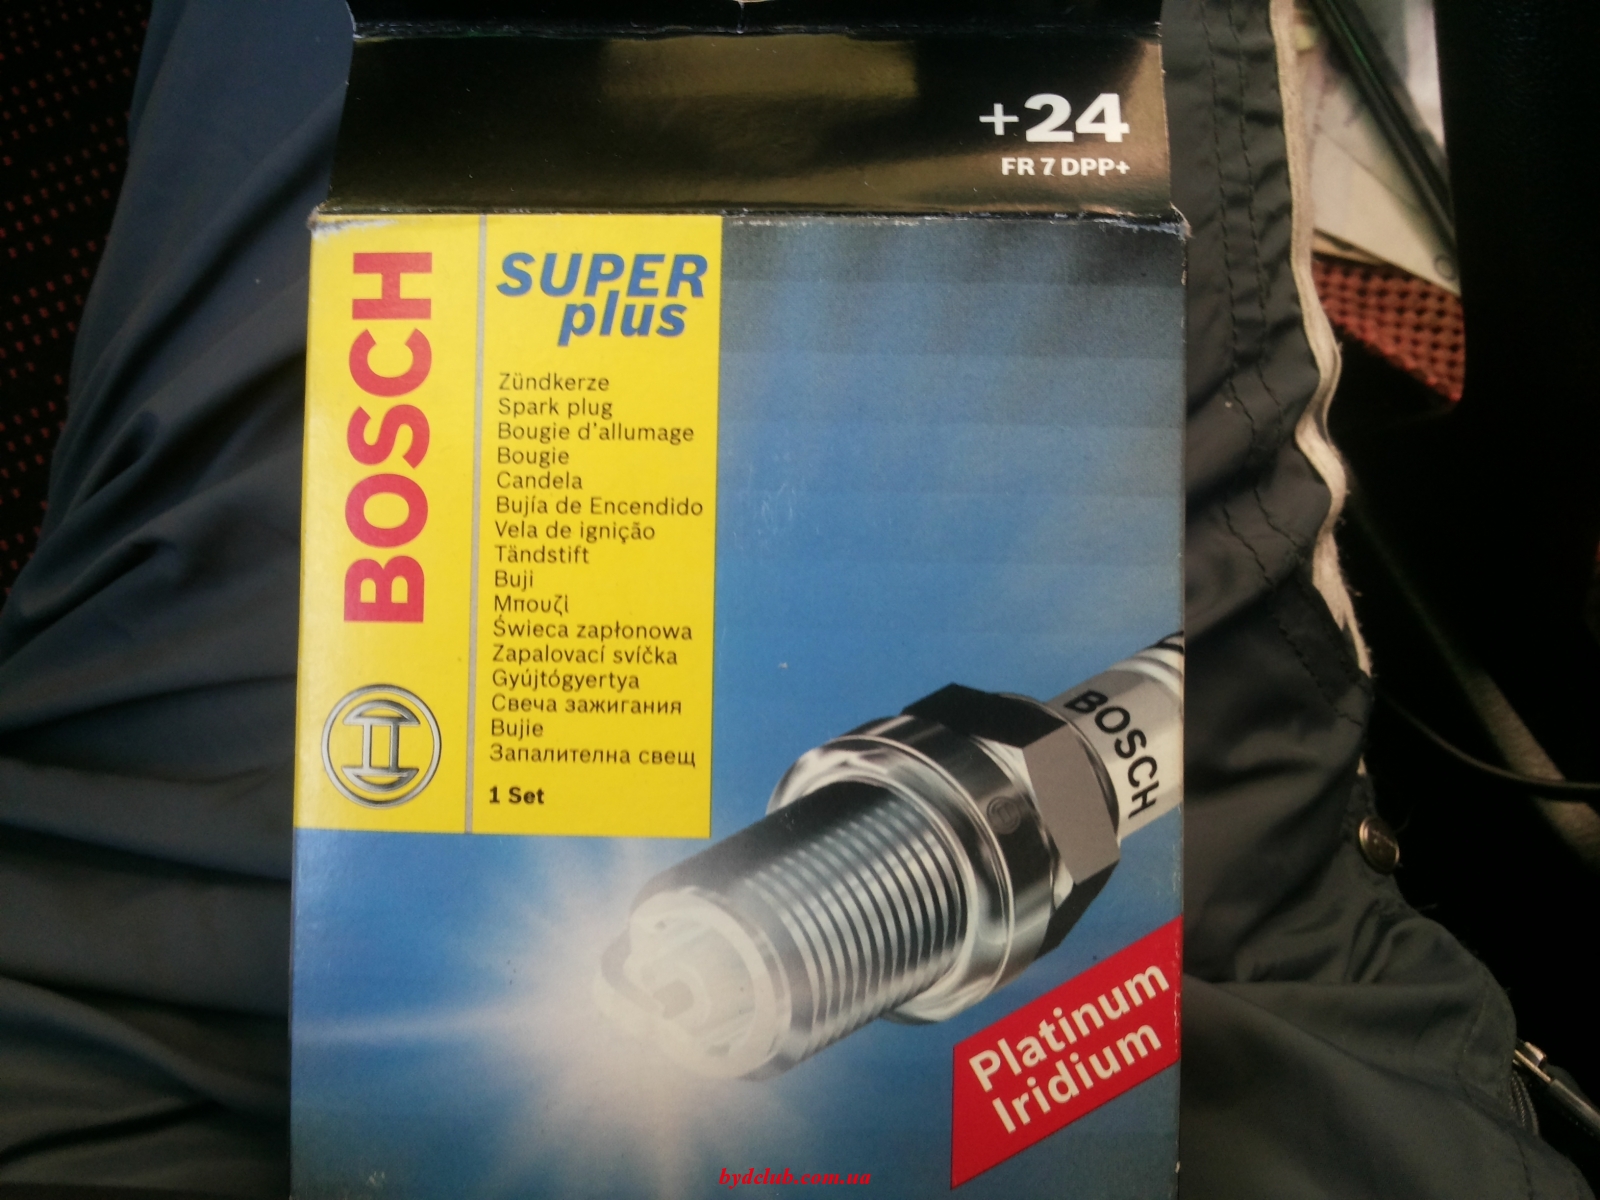 +24
FR 7 DPP+
BOSCH
SUPER
plus
Zündkerze
Spark plug
Bougie d'allumage
Bougie
Candela
Bujía de Encendido
Vela de ignição
Tändstift
Buji
Μπουζί
Świeca zapłonowa
Zapalovací svíčka
Gyújtógyertya
Свеча зажигания
Bujie
Запалителна свещ
1 Set
BOSCH
Platinum
Iridium
bydclub.com.ua